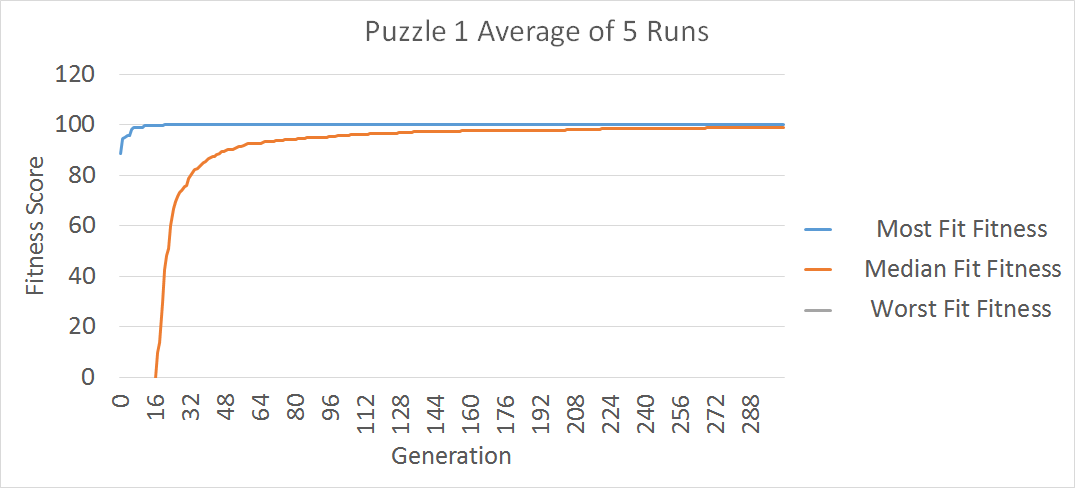 Puzzle 1 Average of 5 Runs
120
100
80
60
40
20
0
Fitness Score
0 16 32 48 64 80 96 112 128 144 160 176 192 208 224 240 256 272 288
Generation
Most Fit Fitness
Median Fit Fitness
Worst Fit Fitness